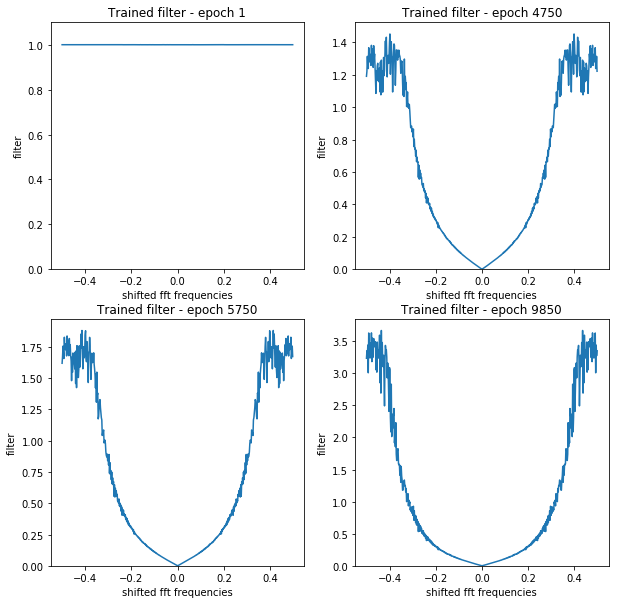 Trained filter - epoch 1
1.0
0.8
0.6
0.4
0.2
0.0
filter
−0.4 −0.2 0.0 0.2 0.4
shifted fft frequencies
Trained filter - epoch 4750
1.4
1.2
1.0
0.8
0.6
0.4
0.2
0.0
filter
−0.4 −0.2 0.0 0.2 0.4
shifted fft frequencies
Trained filter - epoch 5750
1.75
1.50
1.25
1.00
0.75
0.50
0.25
0.00
filter
−0.4 −0.2 0.0 0.2 0.4
shifted fft frequencies
Trained filter - epoch 9850
3.5
3.0
2.5
2.0
1.5
1.0
0.5
0.0
filter
−0.4 −0.2 0.0 0.2 0.4
shifted fft frequencies